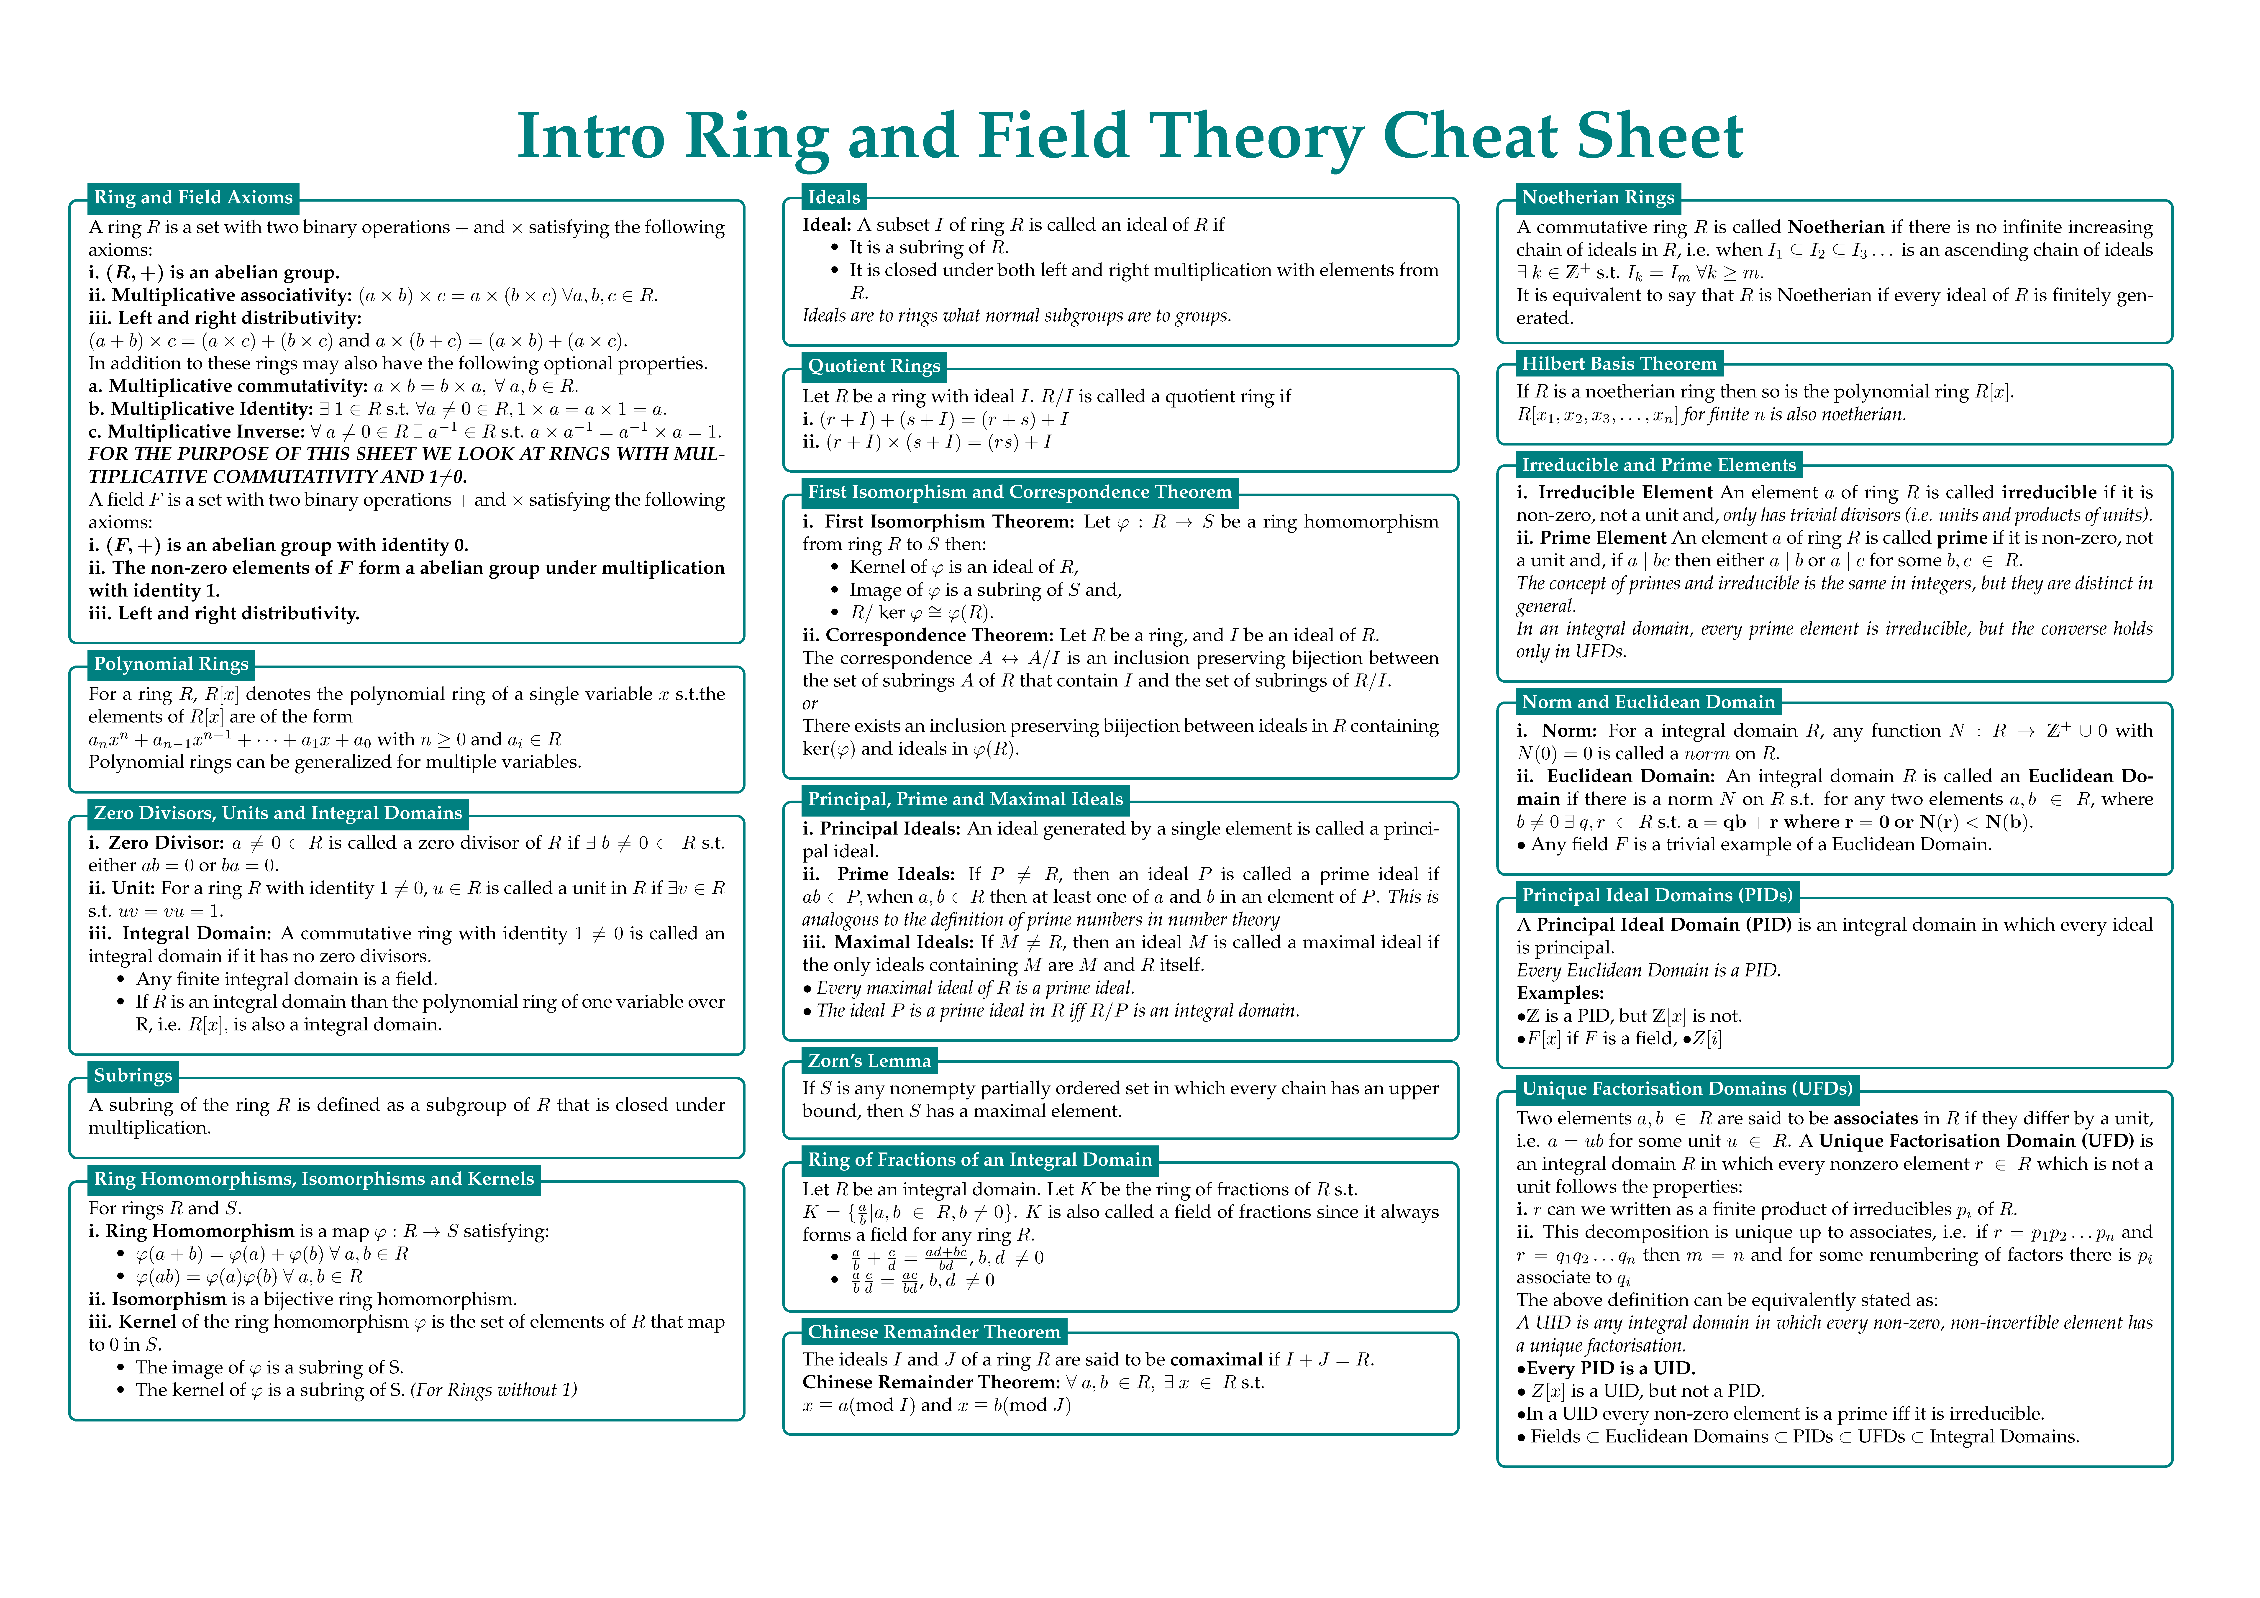 Intro Ring and Field Theory Cheat Sheet
Ring and Field Axioms
A ring R is a set with two binary operations − and × satisfying the following
axioms:
i. (R, +) is an abelian group.
ii. Multiplicative associativity: (a × b) × c = a × (b × c) ∀a, b, c ∈ R.
iii. Left and right distributivity:
(a + b) × c = (a × c) + (b × c) and a × (b + c) = (a × b) + (a × c).
In addition to these rings may also have the following optional properties.
a. Multiplicative commutativity: a × b = b × a, ∀ a, b ∈ R.
b. Multiplicative Identity: ∃ 1 ∈ R s.t. ∀a ≠ 0 ∈ R, 1 × a = a × 1 = a.
c. Multiplicative Inverse: ∀ a ≠ 0 ∈ R ∃ a⁻¹ ∈ R s.t. a × a⁻¹ = a⁻¹ × a = 1.
FOR THE PURPOSE OF THIS SHEET WE LOOK AT RINGS WITH MUL-
TIPLICATIVE COMMUTATIVITY AND 1≠0.
A field F is a set with two binary operations + and × satisfying the following
axioms:
i. (F, +) is an abelian group with identity 0.
ii. The non-zero elements of F form a abelian group under multiplication
with identity 1.
iii. Left and right distributivity.
Polynomial Rings
For a ring R, R[x] denotes the polynomial ring of a single variable x s.t.the
elements of R[x] are of the form
aₙxⁿ + aₙ₋₁xⁿ⁻¹ + ··· + a₁x + a₀ with n ≥ 0 and aᵢ ∈ R
Polynomial rings can be generalized for multiple variables.
Zero Divisors, Units and Integral Domains
i. Zero Divisor: a ≠ 0 ∈ R is called a zero divisor of R if ∃ b ≠ 0 ∈ R s.t.
either ab = 0 or ba = 0.
ii. Unit: For a ring R with identity 1 ≠ 0, u ∈ R is called a unit in R if ∃v ∈ R
s.t. uv = vu = 1.
iii. Integral Domain: A commutative ring with identity 1 ≠ 0 is called an
integral domain if it has no zero divisors.
• Any finite integral domain is a field.
• If R is an integral domain than the polynomial ring of one variable over
R, i.e. R[x], is also a integral domain.
Subrings
A subring of the ring R is defined as a subgroup of R that is closed under
multiplication.
Ring Homomorphisms, Isomorphisms and Kernels
For rings R and S.
i. Ring Homomorphism is a map φ : R → S satisfying:
• φ(a + b) = φ(a) + φ(b) ∀ a, b ∈ R
• φ(ab) = φ(a)φ(b) ∀ a, b ∈ R
ii. Isomorphism is a bijective ring homomorphism.
iii. Kernel of the ring homomorphism φ is the set of elements of R that map
to 0 in S.
• The image of φ is a subring of S.
• The kernel of φ is a subring of S. (For Rings without 1)
Ideals
Ideal: A subset I of ring R is called an ideal of R if
• It is a subring of R.
• It is closed under both left and right multiplication with elements from
R.
Ideals are to rings what normal subgroups are to groups.
Quotient Rings
Let R be a ring with ideal I. R/I is called a quotient ring if
i. (r + I) + (s + I) = (r + s) + I
ii. (r + I) × (s + I) = (rs) + I
First Isomorphism and Correspondence Theorem
i. First Isomorphism Theorem: Let φ : R → S be a ring homomorphism
from ring R to S then:
• Kernel of φ is an ideal of R,
• Image of φ is a subring of S and,
• R/ ker φ ≅ φ(R).
ii. Correspondence Theorem: Let R be a ring, and I be an ideal of R.
The correspondence A ↔ A/I is an inclusion preserving bijection between
the set of subrings A of R that contain I and the set of subrings of R/I.
or
There exists an inclusion preserving biijection between ideals in R containing
ker(φ) and ideals in φ(R).
Principal, Prime and Maximal Ideals
i. Principal Ideals: An ideal generated by a single element is called a princi-
pal ideal.
ii. Prime Ideals: If P ≠ R, then an ideal P is called a prime ideal if
ab ∈ P, when a, b ∈ R then at least one of a and b in an element of P. This is
analogous to the definition of prime numbers in number theory
iii. Maximal Ideals: If M ≠ R, then an ideal M is called a maximal ideal if
the only ideals containing M are M and R itself.
• Every maximal ideal of R is a prime ideal.
• The ideal P is a prime ideal in R iff R/P is an integral domain.
Zorn's Lemma
If S is any nonempty partially ordered set in which every chain has an upper
bound, then S has a maximal element.
Ring of Fractions of an Integral Domain
Let R be an integral domain. Let K be the ring of fractions of R s.t.
K = {a/b | a, b ∈ R, b ≠ 0}. K is also called a field of fractions since it always
forms a field for any ring R.
• a/b + c/d = (ad+bc)/bd, b, d ≠ 0
• a/b c/d = ac/bd, b, d ≠ 0
Chinese Remainder Theorem
The ideals I and J of a ring R are said to be comaximal if I + J = R.
Chinese Remainder Theorem: ∀ a, b ∈ R, ∃ x ∈ R s.t.
x ≡ a(mod I) and x ≡ b(mod J)
Noetherian Rings
A commutative ring R is called Noetherian if there is no infinite increasing
chain of ideals in R, i.e. when I₁ ⊆ I₂ ⊆ I₃ ... is an ascending chain of ideals
∃ k ∈ ℤ⁺ s.t. Iₖ = Iₘ ∀k ≥ m.
It is equivalent to say that R is Noetherian if every ideal of R is finitely gen-
erated.
Hilbert Basis Theorem
If R is a noetherian ring then so is the polynomial ring R[x].
R[x₁, x₂, x₃, ..., xₙ] for finite n is also noetherian.
Irreducible and Prime Elements
i. Irreducible Element An element a of ring R is called irreducible if it is
non-zero, not a unit and, only has trivial divisors (i.e. units and products of units).
ii. Prime Element An element a of ring R is called prime if it is non-zero, not
a unit and, if a | bc then either a | b or a | c for some b, c ∈ R.
The concept of primes and irreducible is the same in integers, but they are distinct in
general.
In an integral domain, every prime element is irreducible, but the converse holds
only in UFDs.
Norm and Euclidean Domain
i. Norm: For a integral domain R, any function N : R → ℤ⁺ ∪ 0 with
N(0) = 0 is called a norm on R.
ii. Euclidean Domain: An integral domain R is called an Euclidean Do-
main if there is a norm N on R s.t. for any two elements a, b ∈ R, where
b ≠ 0 ∃ q, r ∈ R s.t. a = qb + r where r = 0 or N(r) < N(b).
• Any field F is a trivial example of a Euclidean Domain.
Principal Ideal Domains (PIDs)
A Principal Ideal Domain (PID) is an integral domain in which every ideal
is principal.
Every Euclidean Domain is a PID.
Examples:
•ℤ is a PID, but ℤ[x] is not.
•F[x] if F is a field, •Z[i]
Unique Factorisation Domains (UFDs)
Two elements a, b ∈ R are said to be associates in R if they differ by a unit,
i.e. a = ub for some unit u ∈ R. A Unique Factorisation Domain (UFD) is
an integral domain R in which every nonzero element r ∈ R which is not a
unit follows the properties:
i. r can we written as a finite product of irreducibles pᵢ of R.
ii. This decomposition is unique up to associates, i.e. if r = p₁p₂ ... pₙ and
r = q₁q₂ ... qₙ then m = n and for some renumbering of factors there is pᵢ
associate to qᵢ
The above definition can be equivalently stated as:
A UID is any integral domain in which every non-zero, non-invertible element has
a unique factorisation.
•Every PID is a UID.
• Z[x] is a UID, but not a PID.
•In a UID every non-zero element is a prime iff it is irreducible.
• Fields ⊂ Euclidean Domains ⊂ PIDs ⊂ UFDs ⊂ Integral Domains.